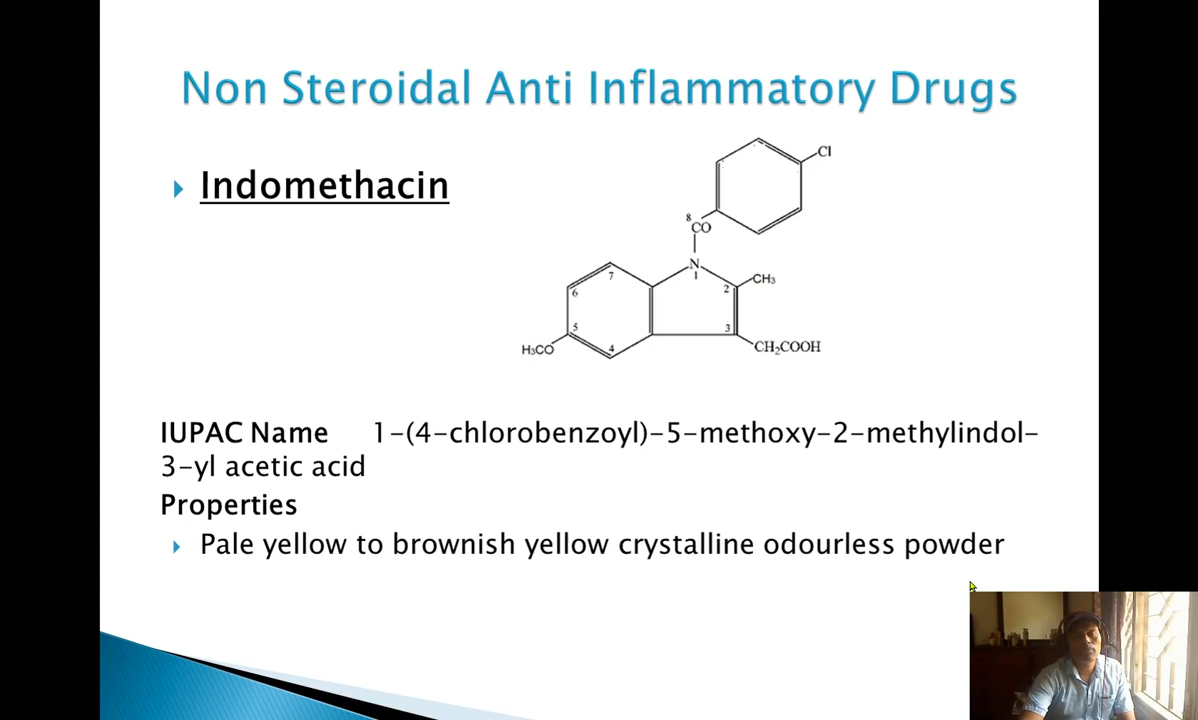 Non Steroidal Anti Inflammatory Drugs
Indomethacin
Cl
8
CO
N
1
7
6
2
CH₃
5
3
4
H₃CO
CH₂COOH
IUPAC Name 1-(4-chlorobenzoyl)-5-methoxy-2-methylindol-
3-yl acetic acid
Properties
Pale yellow to brownish yellow crystalline odourless powder